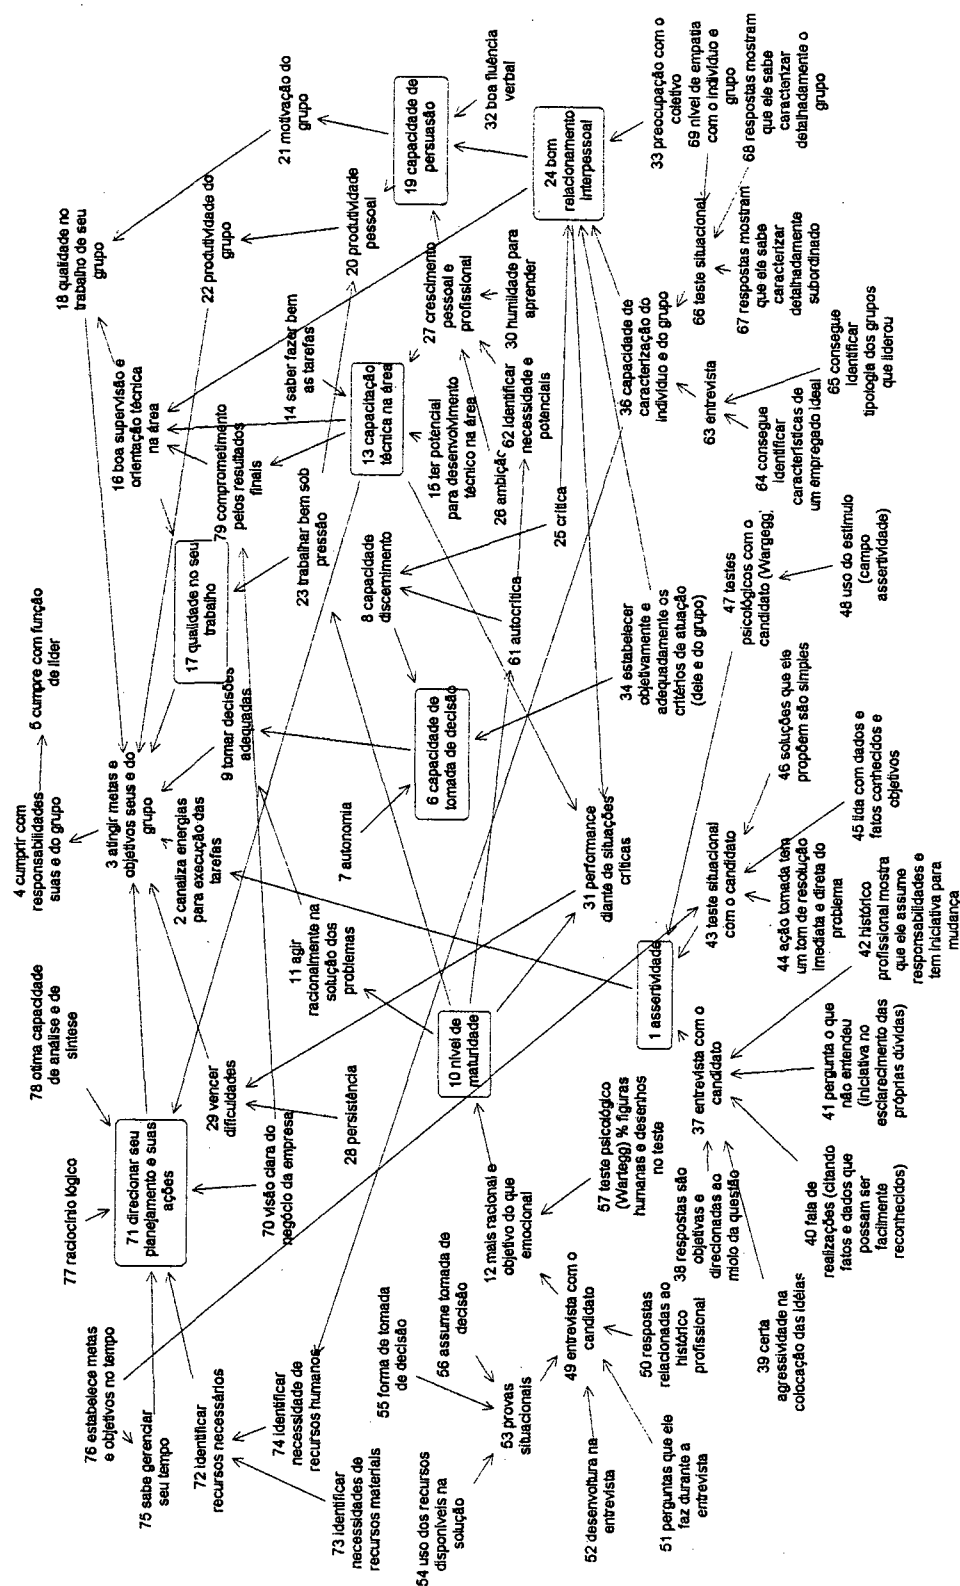 4 cumprir com
responsabilidades
suas e do grupo
5 cumpre com função
de líder
3 atingir metas e
objetivos seus e do
grupo
2 canaliza energias
para execução das
tarefas
18 qualidade no
trabalho de seu
grupo
16 boa supervisão e
orientação técnica
na área
22 produtividade do
grupo
21 motivação do
grupo
78 otima capacidade
de análise e de
síntese
77 raciocínio lógico
71 direcionar seu
planejamento e suas
ações
76 estabelece metas
e objetivos no tempo
75 sabe gerenciar
seu tempo
72 identificar
recursos necessários
74 identificar
necessidade de
recursos humanos
73 identificar
necessidades de
recursos materiais
29 vencer
dificuldades
70 visão clara do
negócio da empresa
28 persistência
9 tomar decisões
adequadas
17 qualidade no seu
trabalho
79 comprometimento
pelos resultados
finais
14 saber fazer bem
as tarefas
20 produtividade
pessoal
19 capacidade de
persuasão
32 boa fluência
verbal
11 agir
racionalmente na
solução dos
problemas
7 autonomia
23 trabalhar bem sob
pressão
8 capacidade
discernimento
6 capacidade de
tomada de decisão
13 capacitação
técnica na área
27 crescimento
pessoal e
profissional
15 ter potencial
para desenvolvimento
técnico na área
26 ambição
62 identificar
necessidade e
potenciais
30 humildade para
aprender
24 bom
relacionamento
interpessoal
33 preocupação com o
coletivo
25 crítica
61 autocrítica
10 nível de
maturidade
31 performance
diante de situações
críticas
34 estabelecer
objetivamente e
adequadamente os
critérios de atuação
(dele e do grupo)
36 capacidade de
caracterização do
indivíduo e do grupo
66 teste situacional
69 nível de empatia
com o indivíduo e
grupo
68 respostas mostram
que ele sabe
caracterizar
detalhadamente o
grupo
67 respostas mostram
que ele sabe
caracterizar
detalhadamente
subordinado
63 entrevista
64 consegue
identificar
características de
um empregado ideal
65 consegue
identificar
tipologia dos grupos
que liderou
12 mais racional e
objetivo do que
emocional
57 teste psicológico
(Wartegg) % figuras
humanas e desenhos
no teste
55 forma de tomada
de decisão
56 assume tomada de
decisão
53 provas
situacionais
54 uso dos recursos
disponíveis na
solução
49 entrevista com o
candidato
52 desenvoltura na
entrevista
51 perguntas que ele
faz durante a
entrevista
50 respostas
relacionadas ao
histórico
profissional
1 assertividade
37 entrevista com o
candidato
38 respostas são
objetivas e
direcionadas ao
miolo da questão
39 certa
agressividade na
colocação das idéias
40 fala de
realizações (citando
fatos e dados que
possam ser
facilmente
reconhecidos)
41 pergunta o que
não entendeu
(iniciativa no
esclarecimento das
próprias dúvidas)
42 histórico
profissional mostra
que ele assume
responsabilidades e
tem iniciativa para
mudança
43 teste situacional
com o candidato
44 ação tomada tem
um tom de resolução
imediata e direta do
problema
45 lida com dados e
fatos conhecidos e
objetivos
46 soluções que ele
propõem são simples
47 testes
psicológicos com o
candidato (Wargegg)
48 uso do estímulo
(campo
assertividade)